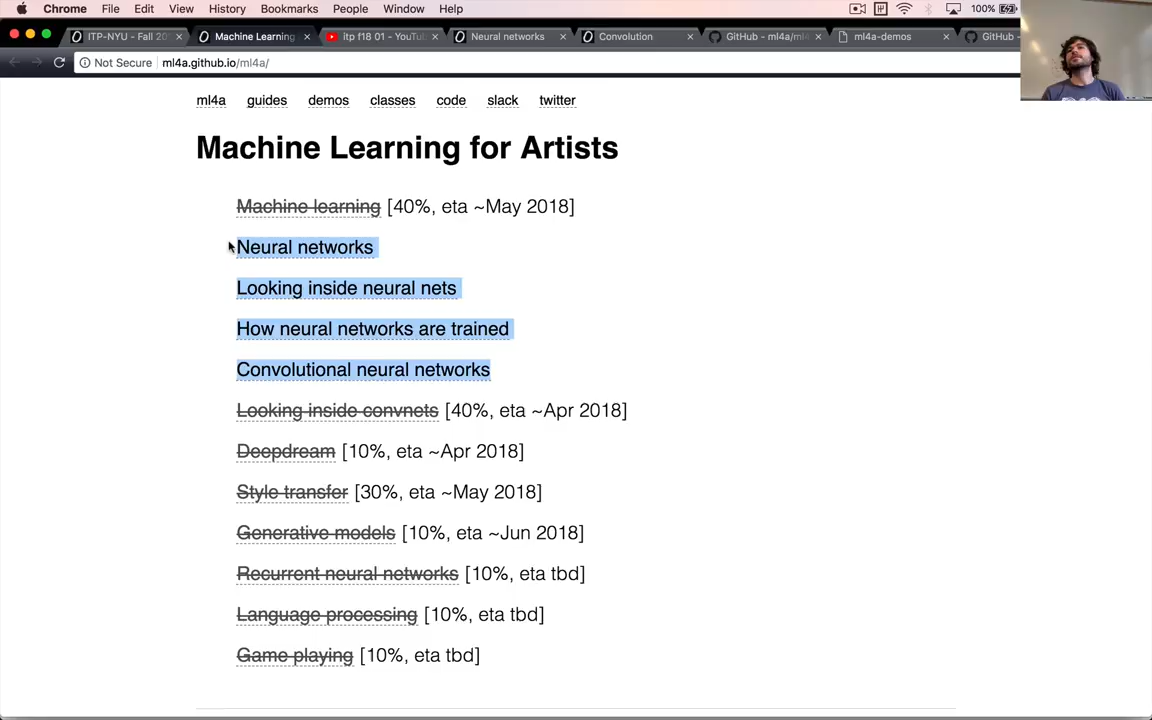 Chrome File Edit View History Bookmarks People Window Help 100%
ITP-NYU - Fall 20 Machine Learning itp f18 01 - YouTu Neural networks Convolution GitHub - ml4a/ml4 ml4a-demos GitHub
Not Secure ml4a.github.io/ml4a/
ml4a guides demos classes code slack twitter
Machine Learning for Artists
Machine learning [40%, eta ~May 2018]
Neural networks
Looking inside neural nets
How neural networks are trained
Convolutional neural networks
Looking inside convnets [40%, eta ~Apr 2018]
Deepdream [10%, eta ~Apr 2018]
Style transfer [30%, eta ~May 2018]
Generative models [10%, eta ~Jun 2018]
Recurrent neural networks [10%, eta tbd]
Language processing [10%, eta tbd]
Game playing [10%, eta tbd]